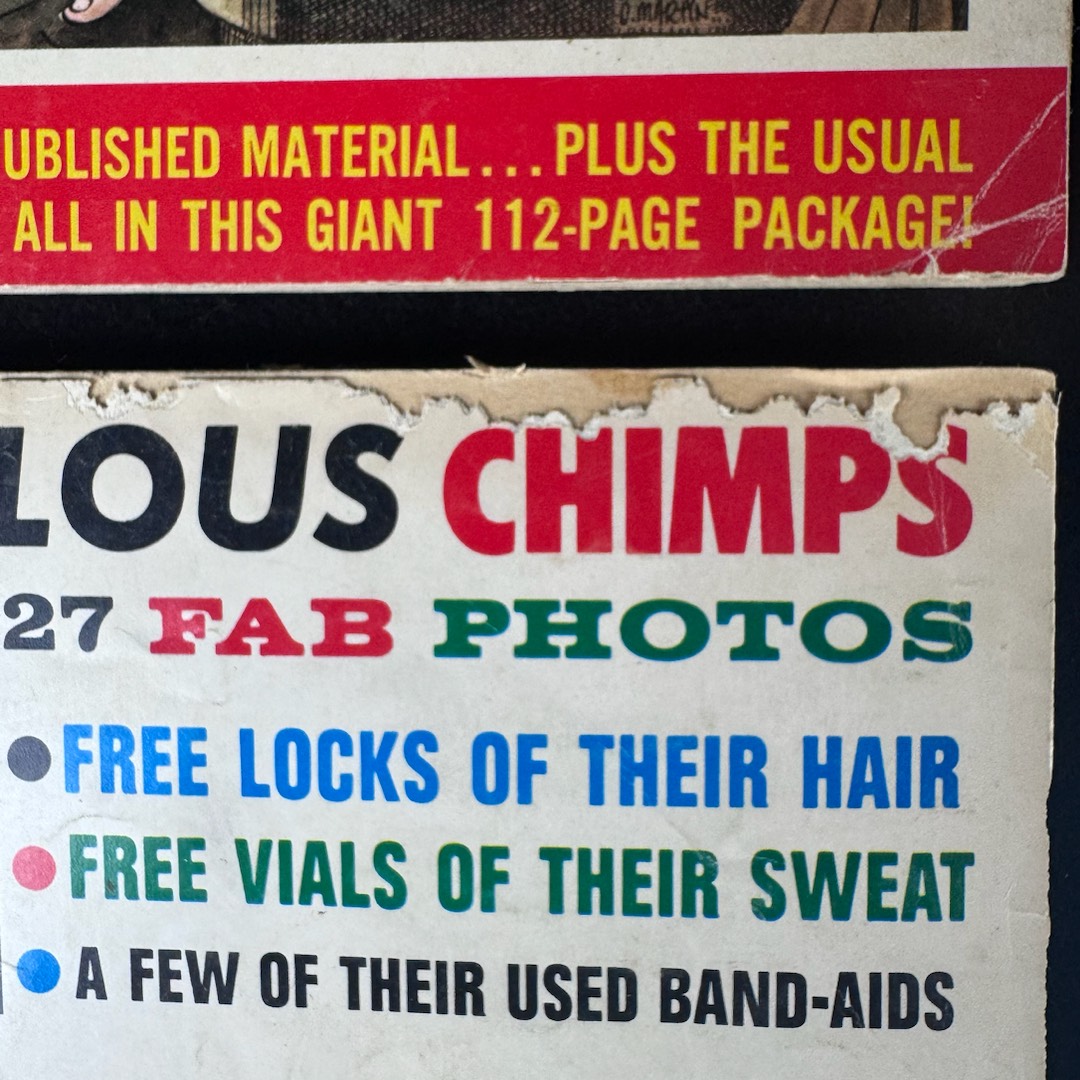 D. MARTIN
UBLISHED MATERIAL... PLUS THE USUAL
ALL IN THIS GIANT 112-PAGE PACKAGE!
LOUS CHIMPS
27 FAB PHOTOS
• FREE LOCKS OF THEIR HAIR
• FREE VIALS OF THEIR SWEAT
• A FEW OF THEIR USED BAND-AIDS